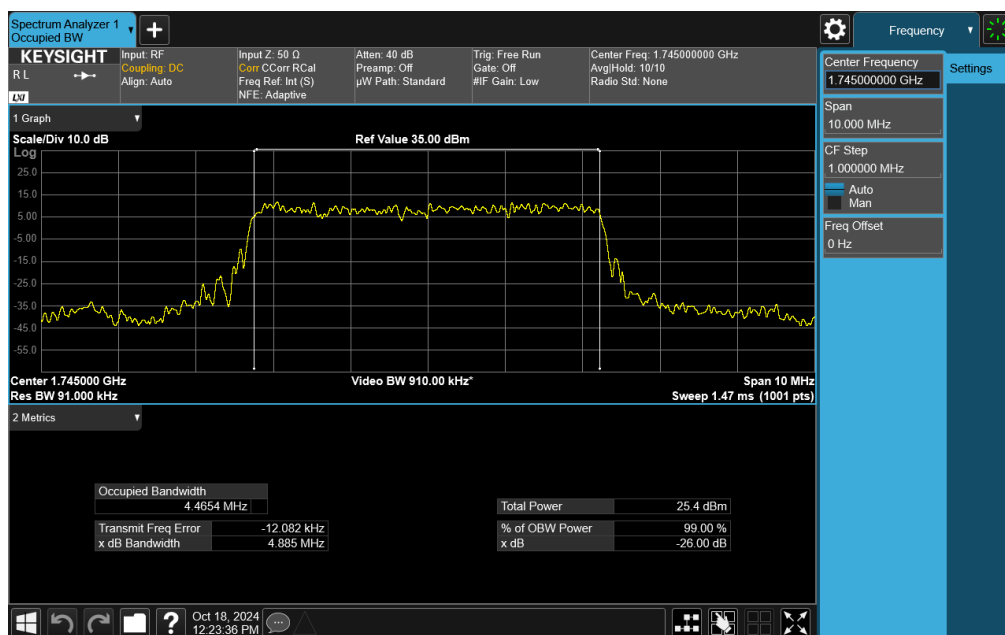 Spectrum Analyzer 1
Occupied BW
Frequency
KEYSIGHT
R L
LXI
Input: RF
Coupling: DC
Align: Auto
Input Z: 50 Ω
Corr CCorr RCal
Freq Ref: Int (S)
NFE: Adaptive
Atten: 40 dB
Preamp: Off
µW Path: Standard
Trig: Free Run
Gate: Off
#IF Gain: Low
Center Freq: 1.745000000 GHz
Avg|Hold: 10/10
Radio Std: None
Center Frequency
1.745000000 GHz
Settings
Span
10.000 MHz
CF Step
1.000000 MHz
Auto
Man
Freq Offset
0 Hz
1 Graph
Scale/Div 10.0 dB
Ref Value 35.00 dBm
Log
25.0
15.0
5.00
-5.00
-15.0
-25.0
-35.0
-45.0
-55.0
Center 1.745000 GHz
Video BW 910.00 kHz*
Span 10 MHz
Res BW 91.000 kHz
Sweep 1.47 ms (1001 pts)
2 Metrics
Occupied Bandwidth
4.4654 MHz
Total Power 25.4 dBm
Transmit Freq Error -12.082 kHz
% of OBW Power 99.00 %
x dB Bandwidth 4.885 MHz
x dB -26.00 dB
Oct 18, 2024
12:23:36 PM